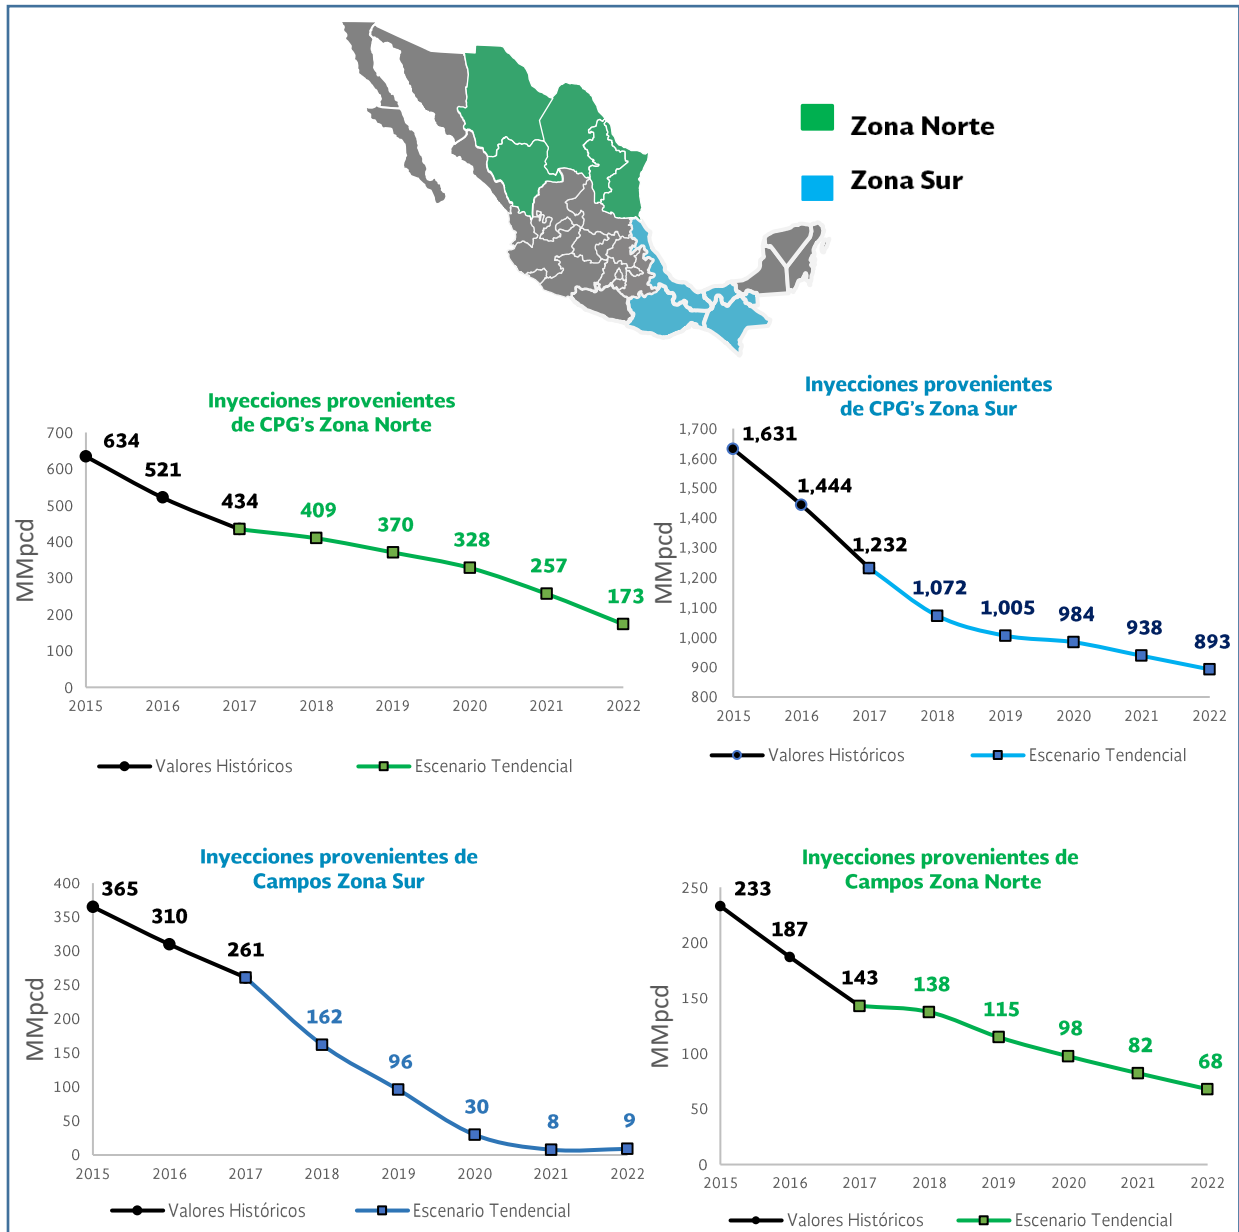 Zona Norte
Zona Sur
Inyecciones provenientes
de CPG's Zona Norte
MMpcd
700
600
500
400
300
200
100
0
634
521
434
409
370
328
257
173
2015 2016 2017 2018 2019 2020 2021 2022
Valores Históricos Escenario Tendencial
Inyecciones provenientes
de CPG's Zona Sur
MMpcd
1,700
1,600
1,500
1,400
1,300
1,200
1,100
1,000
900
800
1,631
1,444
1,232
1,072
1,005
984
938
893
2015 2016 2017 2018 2019 2020 2021 2022
Valores Históricos Escenario Tendencial
Inyecciones provenientes de
Campos Zona Sur
MMpcd
400
350
300
250
200
150
100
50
0
365
310
261
162
96
30
8
9
2015 2016 2017 2018 2019 2020 2021 2022
Valores Históricos Escenario Tendencial
Inyecciones provenientes de
Campos Zona Norte
MMpcd
250
200
150
100
50
0
233
187
143
138
115
98
82
68
2015 2016 2017 2018 2019 2020 2021 2022
Valores Históricos Escenario Tendencial